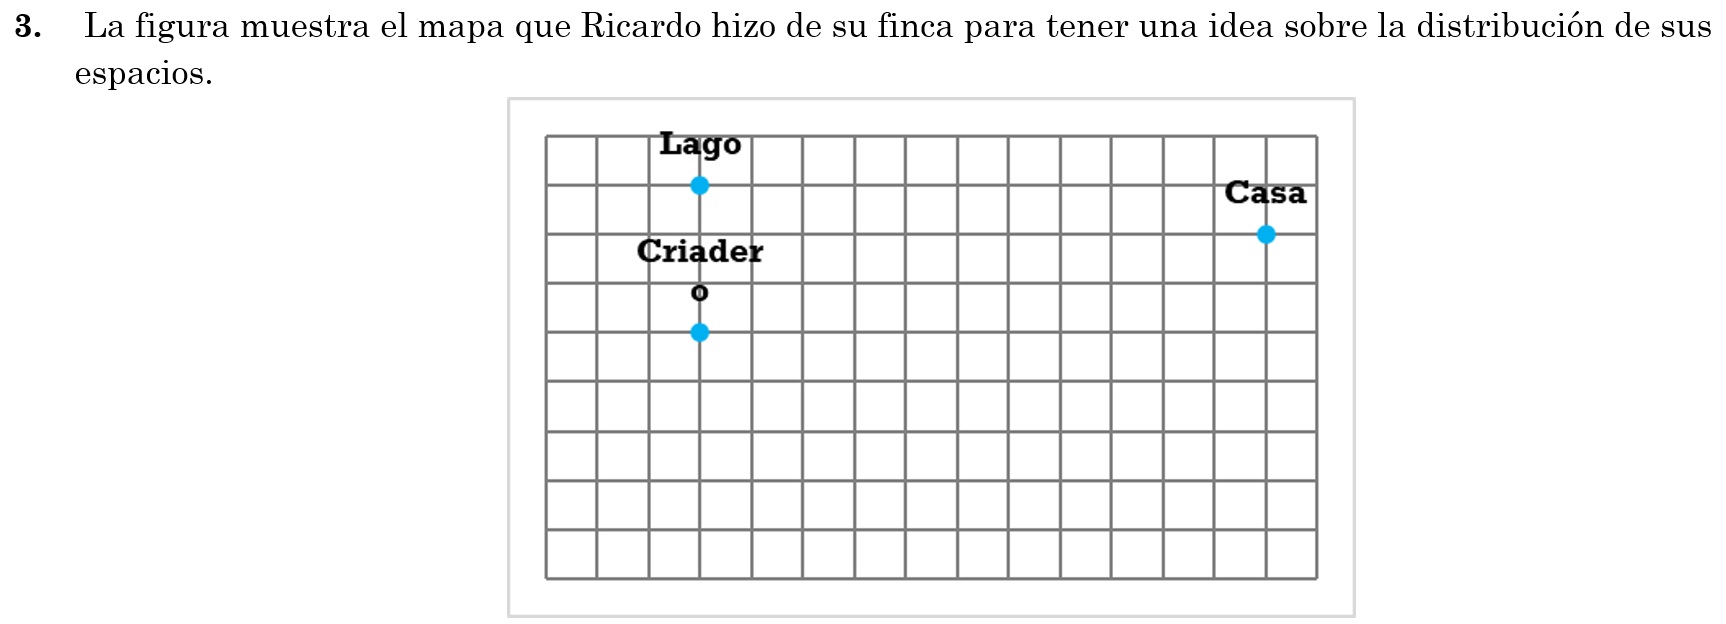 3. La figura muestra el mapa que Ricardo hizo de su finca para tener una idea sobre la distribución de sus
espacios.
Lago
Casa
Criader
o